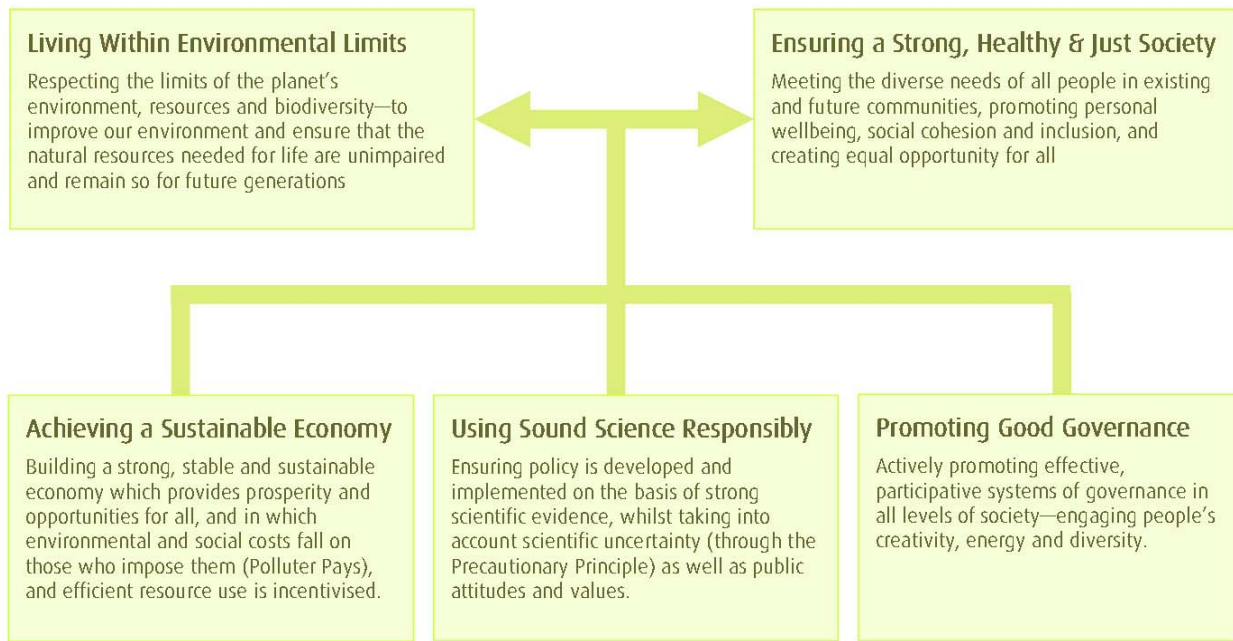 Living Within Environmental Limits
Respecting the limits of the planet's
environment, resources and biodiversity—to
improve our environment and ensure that the
natural resources needed for life are unimpaired
and remain so for future generations
Ensuring a Strong, Healthy & Just Society
Meeting the diverse needs of all people in existing
and future communities, promoting personal
wellbeing, social cohesion and inclusion, and
creating equal opportunity for all
Achieving a Sustainable Economy
Building a strong, stable and sustainable
economy which provides prosperity and
opportunities for all, and in which
environmental and social costs fall on
those who impose them (Polluter Pays),
and efficient resource use is incentivised.
Using Sound Science Responsibly
Ensuring policy is developed and
implemented on the basis of strong
scientific evidence, whilst taking into
account scientific uncertainty (through the
Precautionary Principle) as well as public
attitudes and values.
Promoting Good Governance
Actively promoting effective,
participative systems of governance in
all levels of society—engaging people's
creativity, energy and diversity.